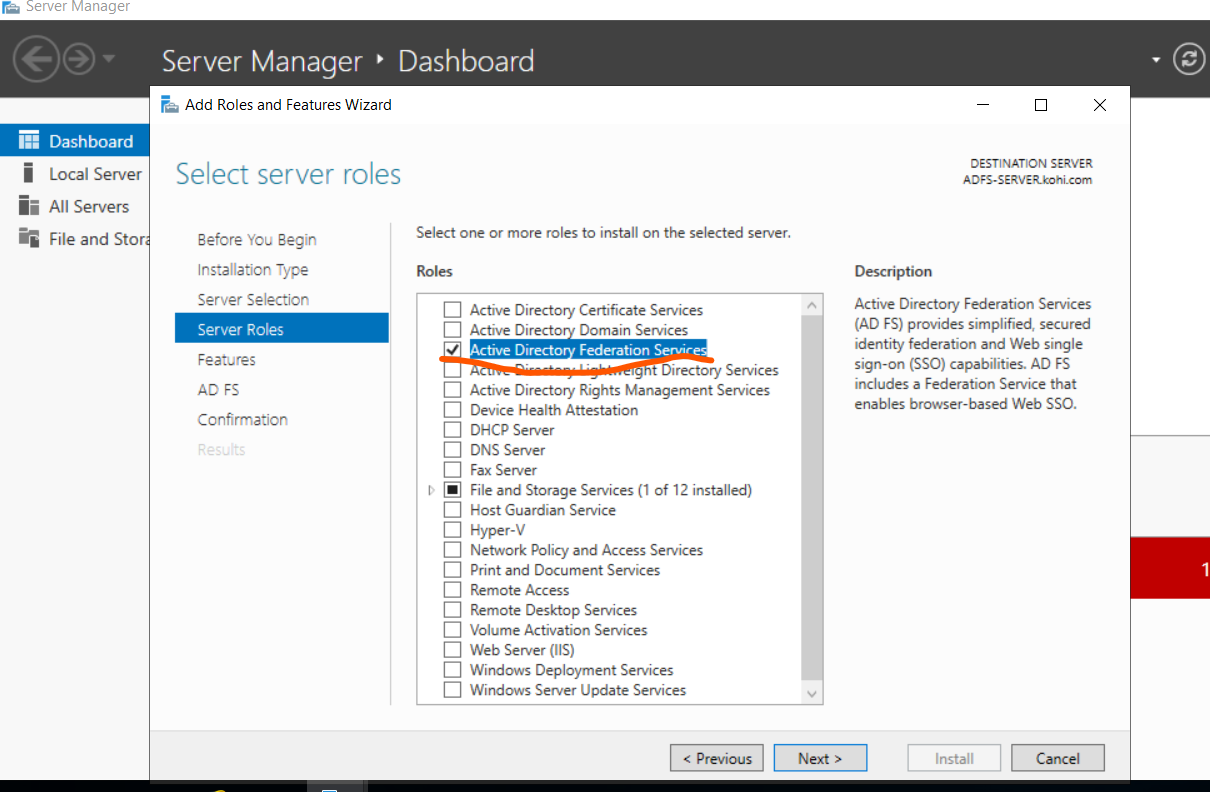 Server Manager
Server Manager Dashboard
Add Roles and Features Wizard
Dashboard
Local Server
All Servers
File and Stora
Select server roles
DESTINATION SERVER
ADFS-SERVER.kohi.com
Before You Begin
Installation Type
Server Selection
Server Roles
Features
AD FS
Confirmation
Results
Select one or more roles to install on the selected server.
Roles
Active Directory Certificate Services
Active Directory Domain Services
Active Directory Federation Services
Active Directory Lightweight Directory Services
Active Directory Rights Management Services
Device Health Attestation
DHCP Server
DNS Server
Fax Server
File and Storage Services (1 of 12 installed)
Host Guardian Service
Hyper-V
Network Policy and Access Services
Print and Document Services
Remote Access
Remote Desktop Services
Volume Activation Services
Web Server (IIS)
Windows Deployment Services
Windows Server Update Services
Description
Active Directory Federation Services
(AD FS) provides simplified, secured
identity federation and Web single
sign-on (SSO) capabilities. AD FS
includes a Federation Service that
enables browser-based Web SSO.
1
< Previous
Next >
Install
Cancel